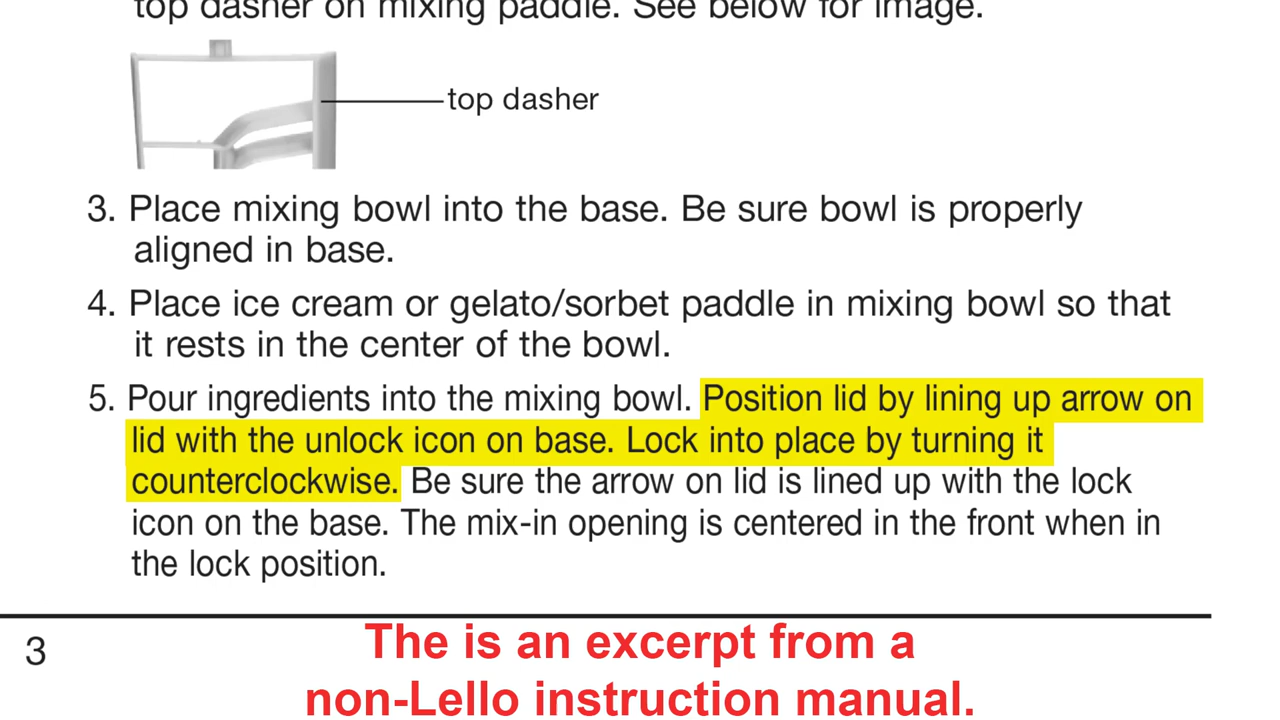 top dasher on mixing paddle. See below for image.
top dasher
3. Place mixing bowl into the base. Be sure bowl is properly
aligned in base.
4. Place ice cream or gelato/sorbet paddle in mixing bowl so that
it rests in the center of the bowl.
5. Pour ingredients into the mixing bowl. Position lid by lining up arrow on
lid with the unlock icon on base. Lock into place by turning it
counterclockwise. Be sure the arrow on lid is lined up with the lock
icon on the base. The mix-in opening is centered in the front when in
the lock position.
3
The is an excerpt from a
non-Lello instruction manual.